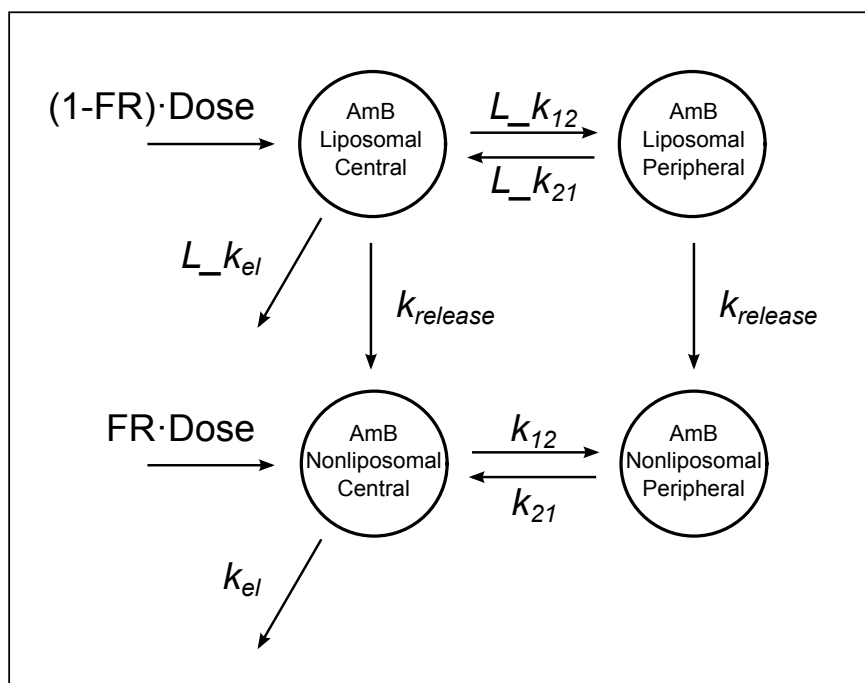 (1-FR)·Dose
AmB
Liposomal
Central
L_k12
L_k21
AmB
Liposomal
Peripheral
L_kel
krelease
krelease
FR·Dose
AmB
Nonliposomal
Central
k12
k21
AmB
Nonliposomal
Peripheral
kel